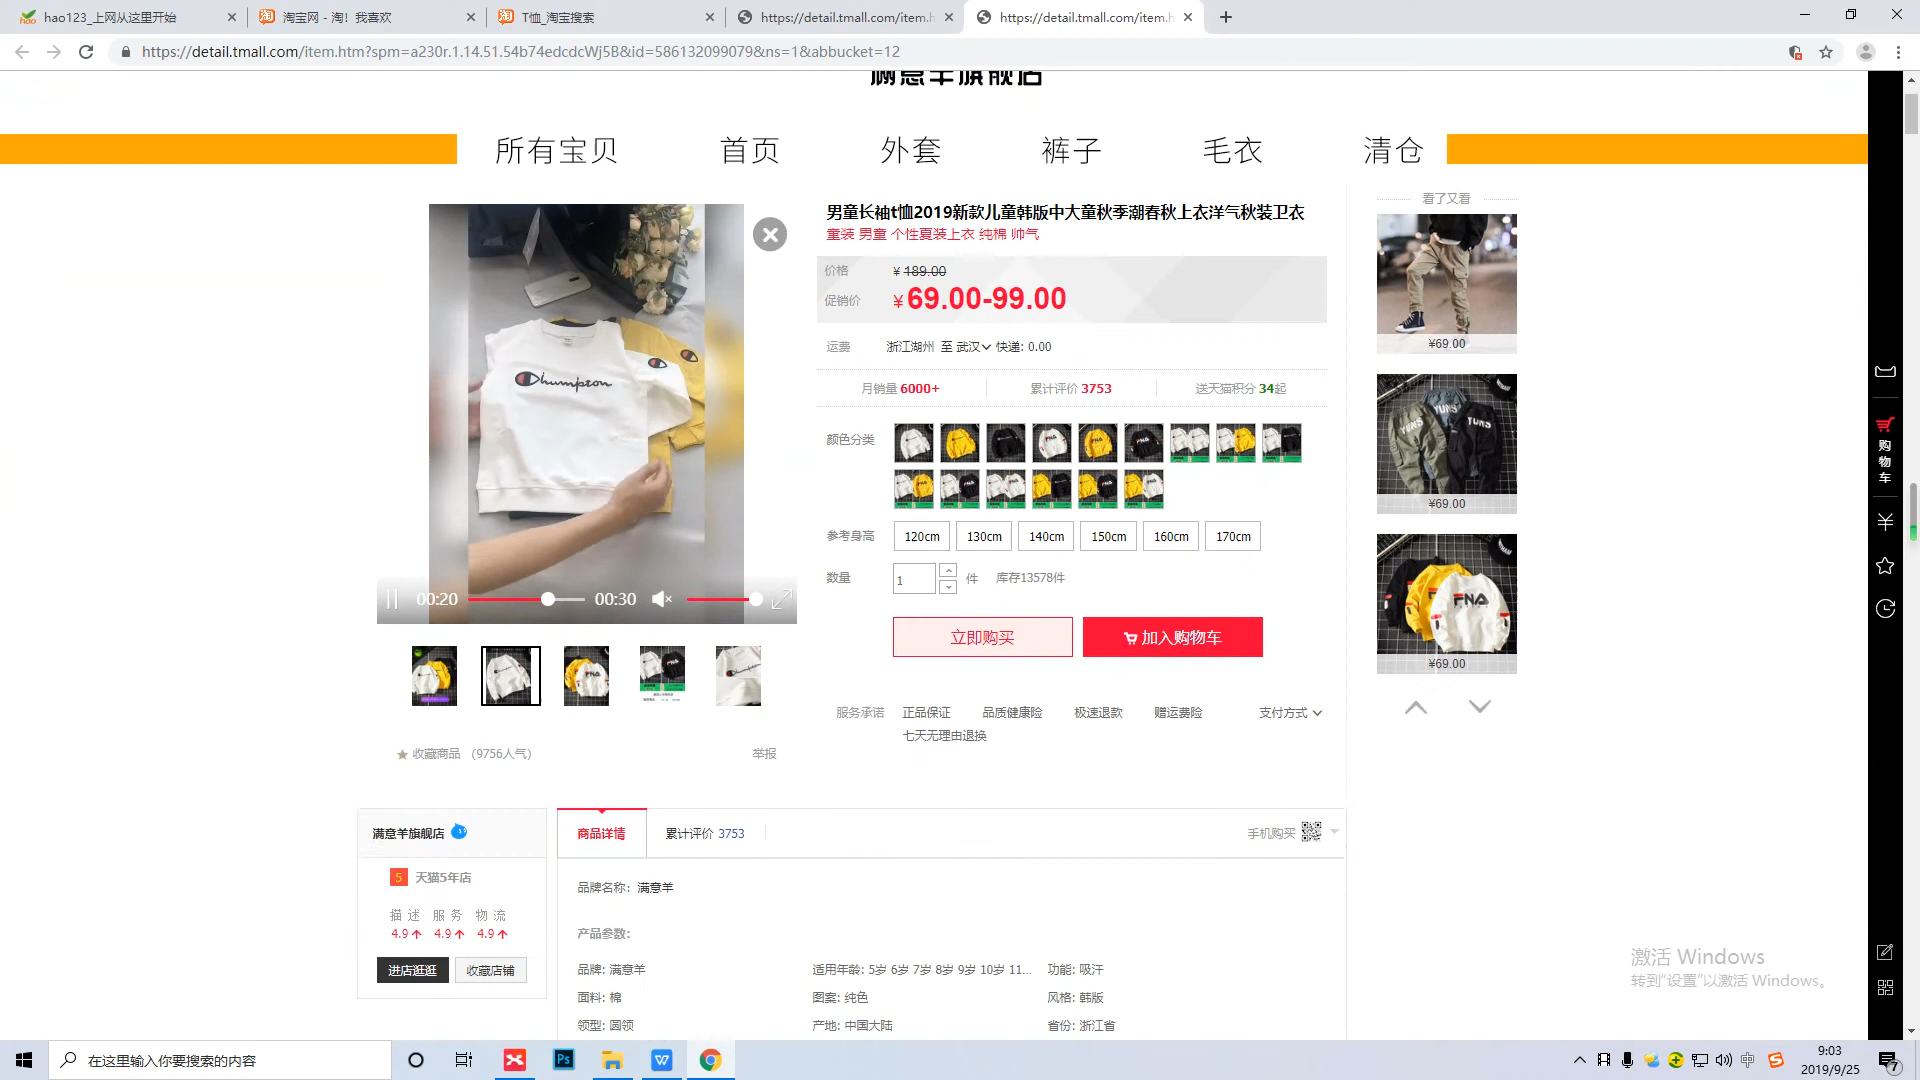 hao123_上网从这里开始
淘宝网 - 淘！我喜欢
T恤_淘宝搜索
https://detail.tmall.com/item.h
https://detail.tmall.com/item.h
https://detail.tmall.com/item.htm?spm=a230r.1.14.51.54b74edcdcWj5B&id=586132099079&ns=1&abbucket=12
满意羊旗舰店
所有宝贝 首页 外套 裤子 毛衣 清仓
男童长袖t恤2019新款儿童韩版中大童秋季潮春秋上衣洋气秋装卫衣
童装 男童 个性夏装上衣 纯棉 帅气
价格 ¥ 189.00
促销价 ¥ 69.00-99.00
运费 浙江湖州 至 武汉 快递: 0.00
月销量 6000+ 累计评价 3753 送天猫积分 34起
颜色分类
参考身高 120cm 130cm 140cm 150cm 160cm 170cm
数量 1 件 库存13578件
立即购买 加入购物车
服务承诺 正品保证 品质健康险 极速退款 赠运费险 支付方式
七天无理由退换
Chumpton
00:20 00:30
收藏商品 (9756人气) 举报
看了又看
¥69.00
YUNS
YUNS
YUNS
¥69.00
FNA
¥69.00
购物车
满意羊旗舰店
5 天猫5年店
描述 服务 物流
4.9 4.9 4.9
进店逛逛 收藏店铺
商品详情 累计评价 3753 手机购买
品牌名称: 满意羊
产品参数:
品牌: 满意羊 适用年龄: 5岁 6岁 7岁 8岁 9岁 10岁 11... 功能: 吸汗
面料: 棉 图案: 纯色 风格: 韩版
领型: 圆领 产地: 中国大陆 省份: 浙江省
激活 Windows
转到"设置"以激活 Windows。
在这里输入你要搜索的内容
Ps
W
中
S
9:03
2019/9/25
7